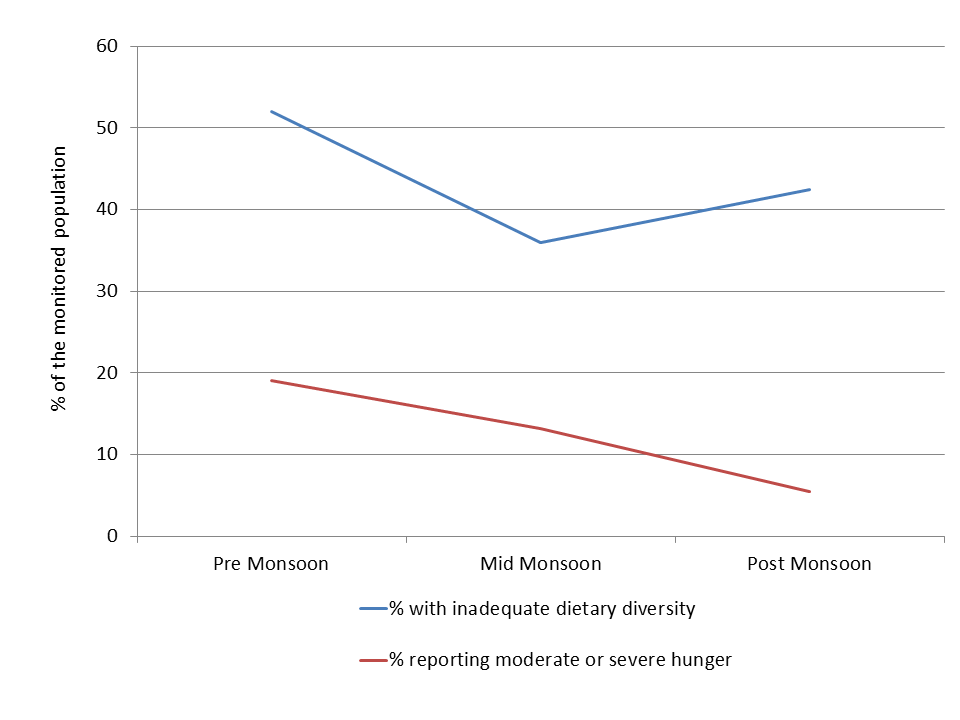 60
50
40
30
20
10
0
% of the monitored population
Pre Monsoon Mid Monsoon Post Monsoon
% with inadequate dietary diversity
% reporting moderate or severe hunger